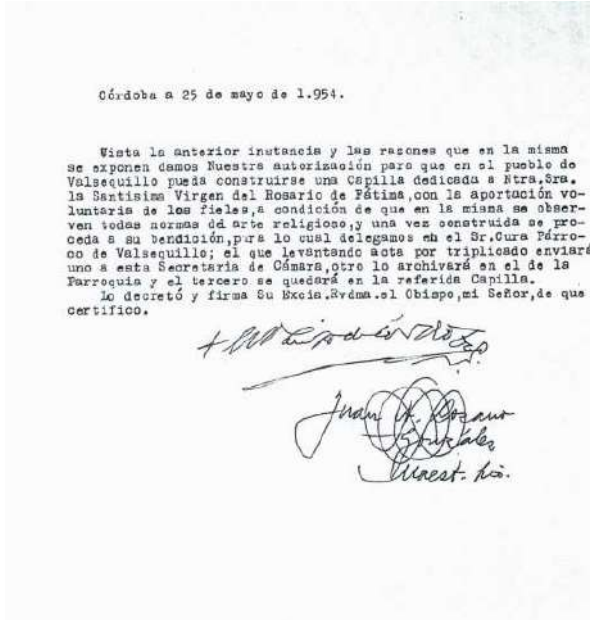 Córdoba a 25 de mayo de 1.954.
Vista la anterior instancia y las razones que en la misma
se exponen damos Nuestra autorización para que en el pueblo de
Valsequillo pueda construirse una Capilla dedicada a Ntra.Sra.
la Santisima Virgen del Rosario de Fátima,con la aportación vo-
luntaria de los fieles,a condición de que en la misma se obser-
ven todas normas del arte religioso,y una vez construida se pro-
ceda a su bendición,para lo cual delegamos en el Sr.Cura Párro-
co de Valsequillo; el que levantando acta por triplicado enviará
uno a esta Secretaria de Cámara,otro lo archivará en el de la
Parroquia y el tercero se quedará en la referida Capilla.
Lo decretó y firma Su Excia.Rvdma.el Obispo,mi Señor,de que
certifico.
Juan
González
Maest.